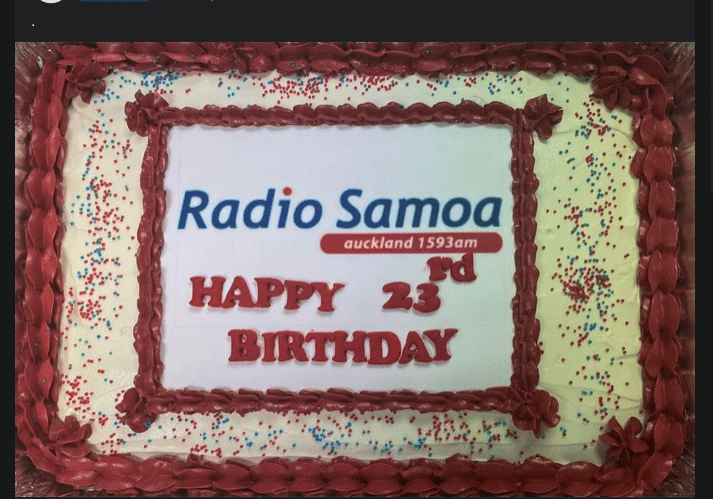 Radio Samoa
auckland 1593am
HAPPY 23rd
BIRTHDAY